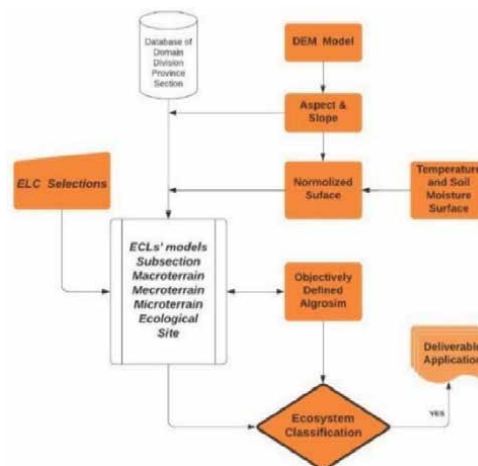 Database of
Domain
Division
Province
Section
DEM Model
Aspect &
Slope
ELC Selections
Normolized
Suface
Temperature
and Soil
Moisture
Surface
ECLs' models
Subsection
Macroterrain
Mecroterrain
Microterrain
Ecological
Site
Objectively
Defined
Algrosim
Deliverable
Application
Ecosystem
Classification
YES